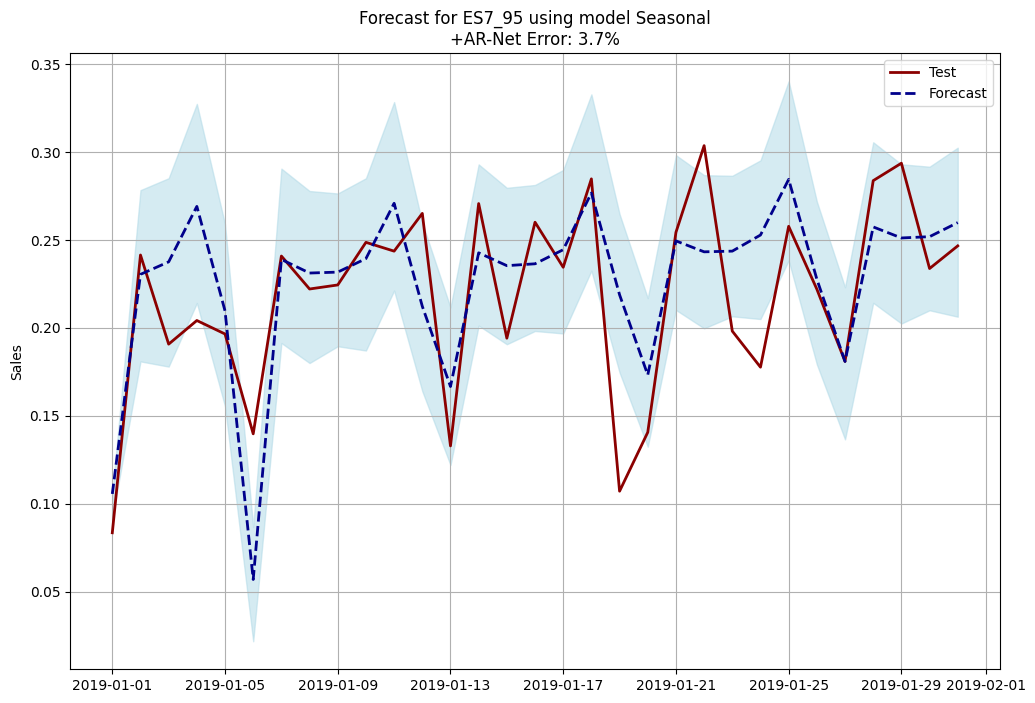 Forecast for ES7_95 using model Seasonal
+AR-Net Error: 3.7%
Test
Forecast
Sales
0.35
0.30
0.25
0.20
0.15
0.10
0.05
2019-01-01 2019-01-05 2019-01-09 2019-01-13 2019-01-17 2019-01-21 2019-01-25 2019-01-29 2019-02-01